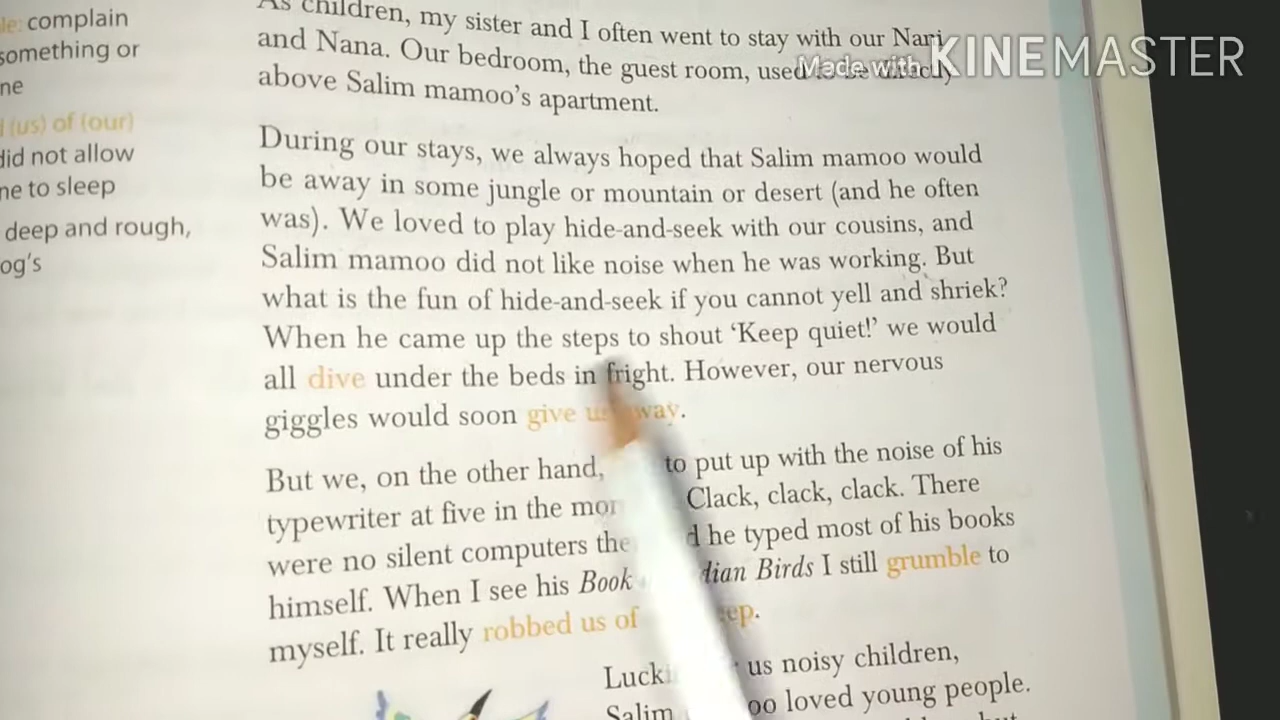 le: complain
something or
ne
l (us) of (our)
did not allow
ne to sleep
deep and rough,
og's
As children, my sister and I often went to stay with our Nani
and Nana. Our bedroom, the guest room, used to be directly
above Salim mamoo's apartment.
During our stays, we always hoped that Salim mamoo would
be away in some jungle or mountain or desert (and he often
was). We loved to play hide-and-seek with our cousins, and
Salim mamoo did not like noise when he was working. But
what is the fun of hide-and-seek if you cannot yell and shriek?
When he came up the steps to shout 'Keep quiet!' we would
all dive under the beds in fright. However, our nervous
giggles would soon give us away.
But we, on the other hand, to put up with the noise of his
typewriter at five in the mor Clack, clack, clack. There
were no silent computers the d he typed most of his books
himself. When I see his Book dian Birds I still grumble to
myself. It really robbed us of ep.
Lucki us noisy children,
Salim oo loved young people.
but
Made with KINEMASTER